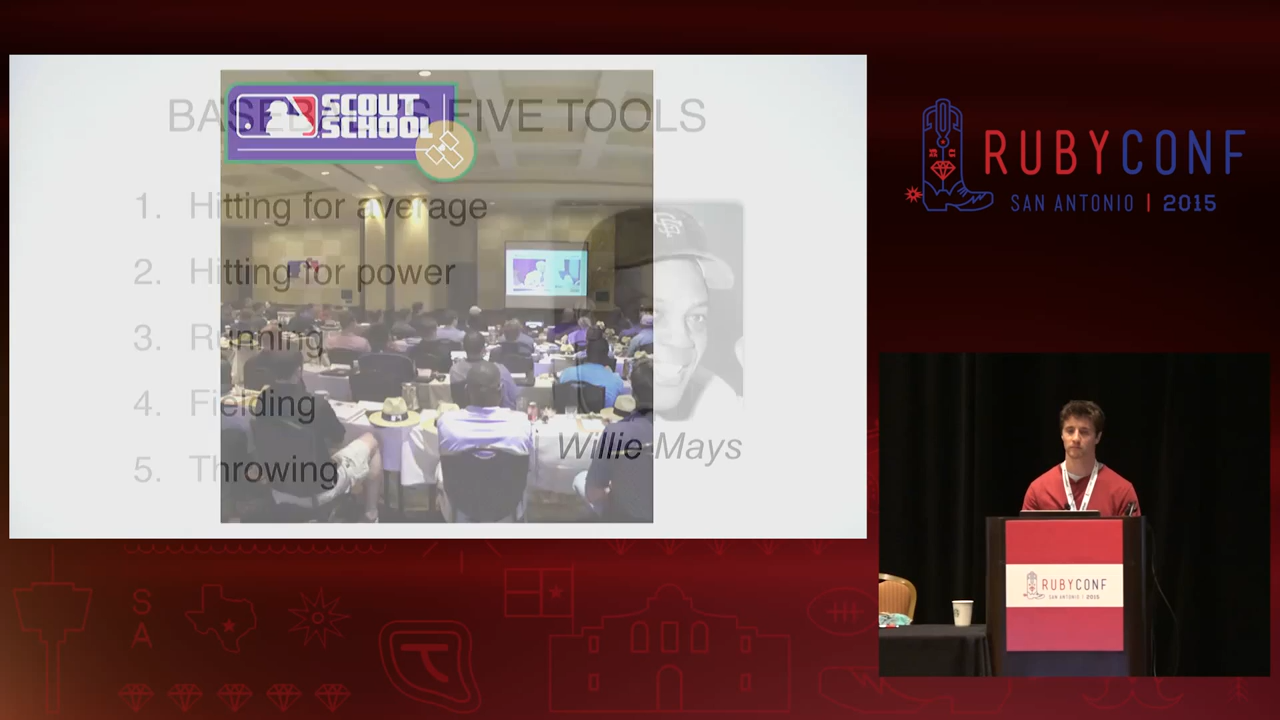 BASEBALL'S FIVE TOOLS
SCOUT
SCHOOL
1. Hitting for average
2. Hitting for power
3. Running
4. Fielding
5. Throwing
Willie Mays
RUBYCONF
SAN ANTONIO | 2015
RUBYCONF
SAN ANTONIO | 2015
S
A